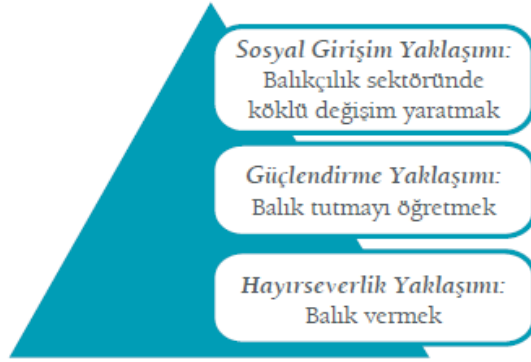 Sosyal Girişim Yaklaşımı:
Balıkçılık sektöründe
köklü değişim yaratmak
Güçlendirme Yaklaşımı:
Balık tutmayı öğretmek
Hayırseverlik Yaklaşımı:
Balık vermek